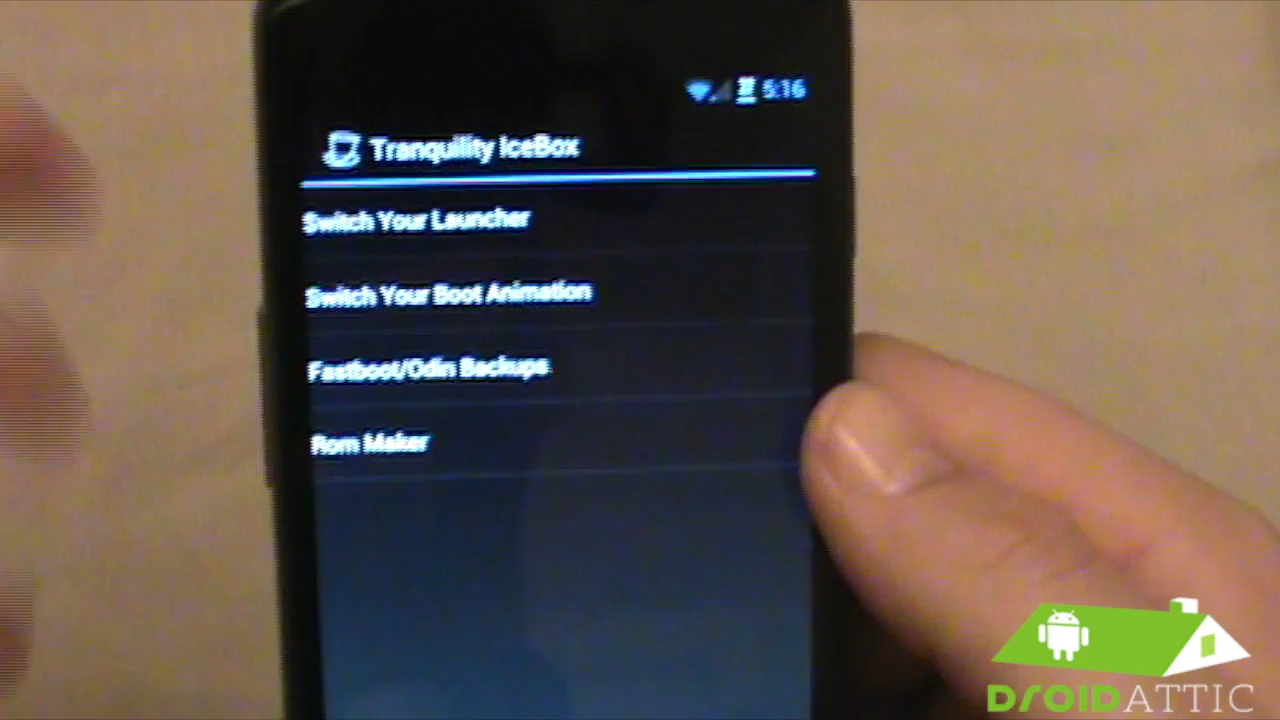 5:16
Tranquility IceBox
Switch Your Launcher
Switch Your Boot Animation
Fastboot/Odin Backups
Rom Maker
DROIDATTIC